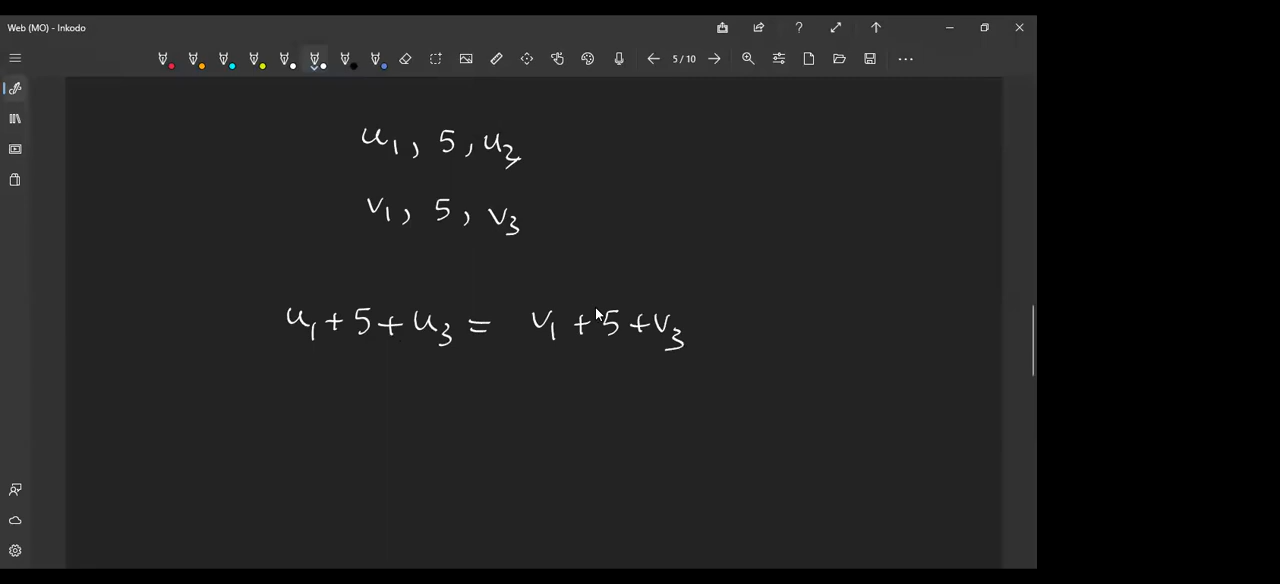 Web (MO) - Inkodo
5 / 10
u₁, 5, u₃
v₁, 5, v₃
u₁ + 5 + u₃ = v₁ + 5 + v₃